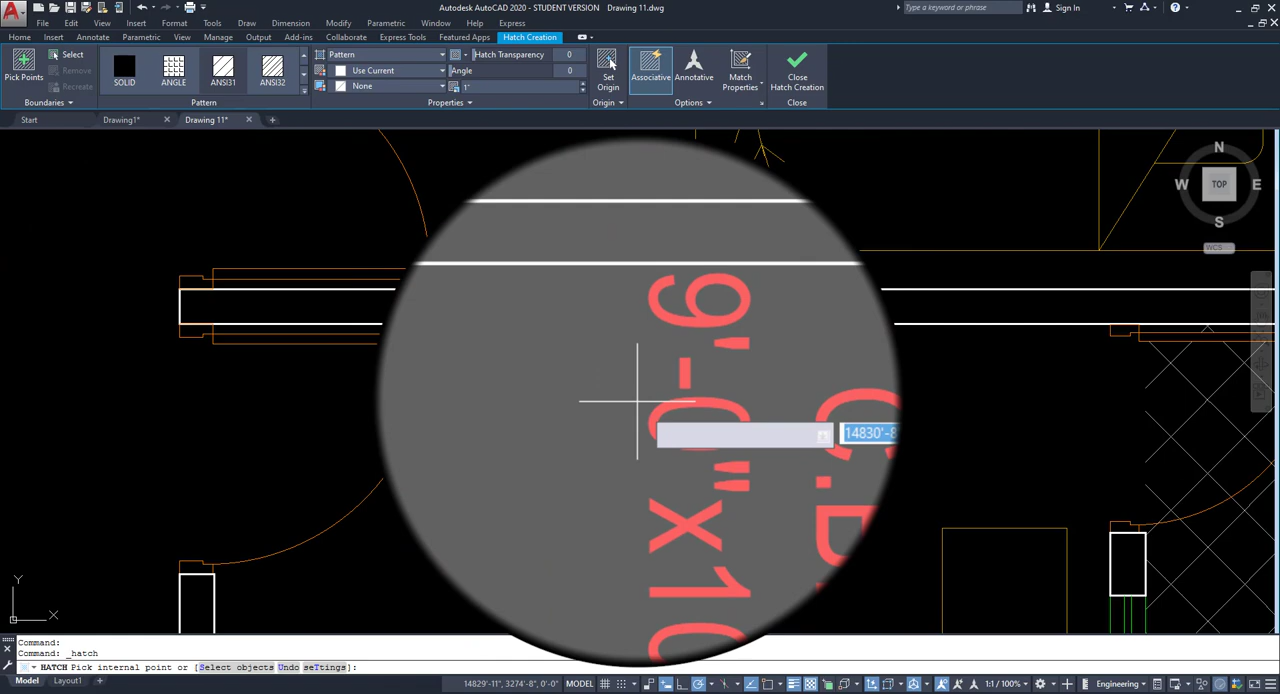 Autodesk AutoCAD 2020 - STUDENT VERSION Drawing 11.dwg
Type a keyword or phrase
Sign In
File Edit View Insert Format Tools Draw Dimension Modify Parametric Window Help Express
Home Insert Annotate Parametric View Manage Output Add-ins Collaborate Express Tools Featured Apps Hatch Creation
Pick Points
Select
Remove
Recreate
Boundaries
SOLID
ANGLE
ANSI31
ANSI32
Pattern
Pattern
Use Current
None
Hatch Transparency 0
Angle 0
1"
Properties
Set Origin
Origin
Associative
Annotative
Match Properties
Options
Close Hatch Creation
Close
Start
Drawing1*
Drawing 11*
N
W TOP E
S
WCS
9'-0"x10
14830'-8
Y
X
Command:
Command: _hatch
HATCH Pick internal point or [Select objects Undo seTtings]:
Model Layout1
14829'-11", 3274'-8", 0'-0" MODEL
1:1 / 100%
Engineering